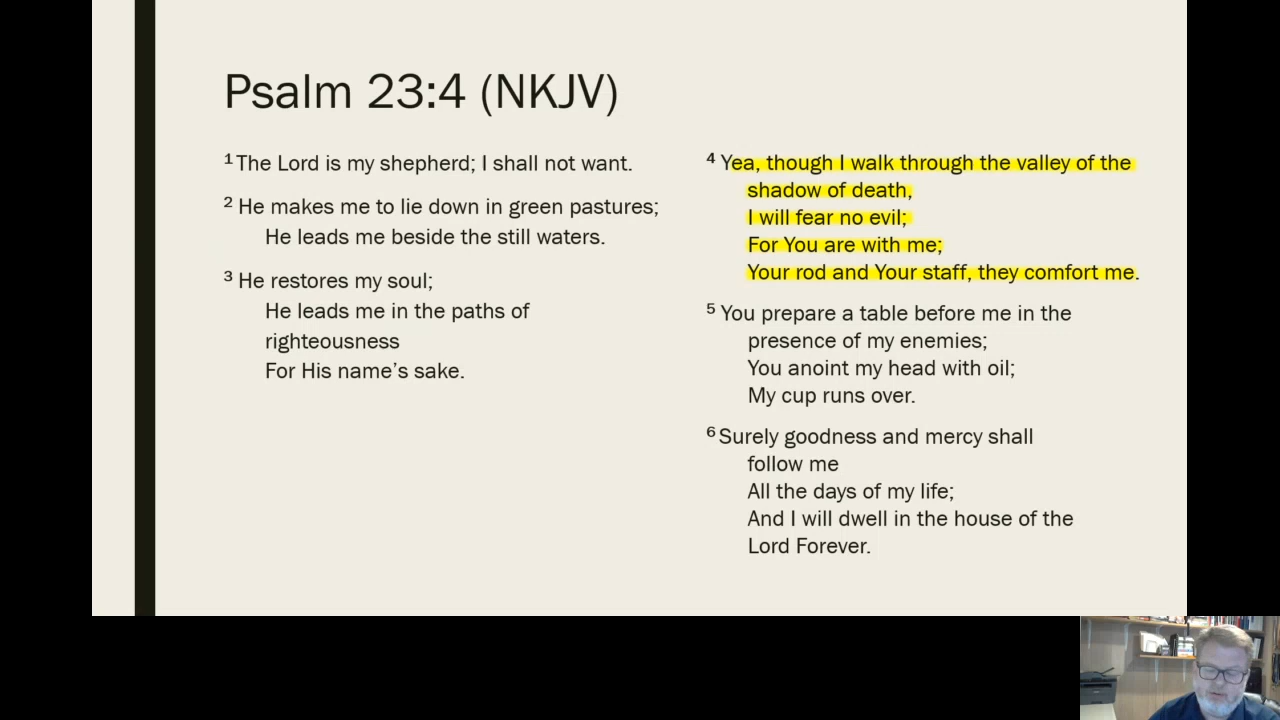 Psalm 23:4 (NKJV)
¹ The Lord is my shepherd; I shall not want.
² He makes me to lie down in green pastures;
He leads me beside the still waters.
³ He restores my soul;
He leads me in the paths of
righteousness
For His name’s sake.
⁴ Yea, though I walk through the valley of the
shadow of death,
I will fear no evil;
For You are with me;
Your rod and Your staff, they comfort me.
⁵ You prepare a table before me in the
presence of my enemies;
You anoint my head with oil;
My cup runs over.
⁶ Surely goodness and mercy shall
follow me
All the days of my life;
And I will dwell in the house of the
Lord Forever.